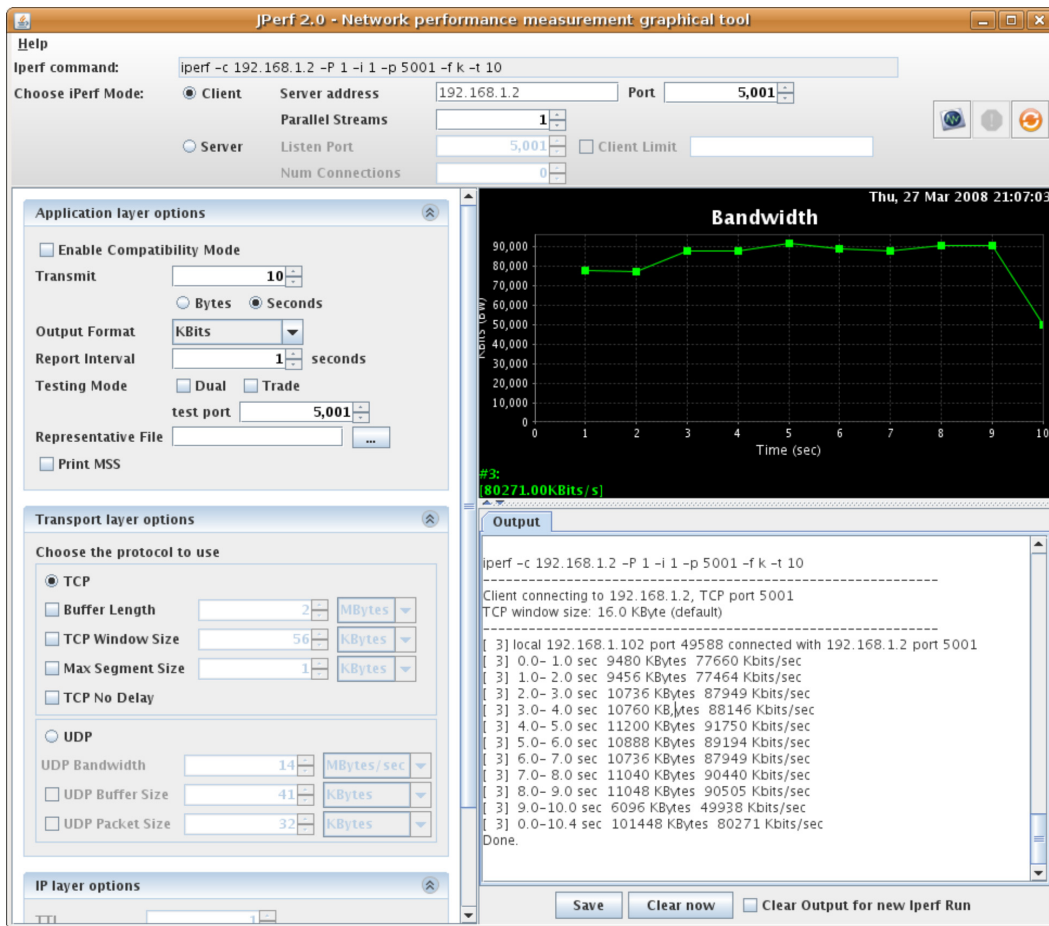 JPerf 2.0 - Network performance measurement graphical tool
Help
Iperf command: iperf -c 192.168.1.2 -P 1 -i 1 -p 5001 -f k -t 10
Choose iPerf Mode: Client Server address 192.168.1.2 Port 5,001
Parallel Streams 1
Server Listen Port 5,001 Client Limit
Num Connections 0
Application layer options
Enable Compatibility Mode
Transmit 10
Bytes Seconds
Output Format KBits
Report Interval 1 seconds
Testing Mode Dual Trade
test port 5,001
Representative File ...
Print MSS
Transport layer options
Choose the protocol to use
TCP
Buffer Length 2 MBytes
TCP Window Size 56 KBytes
Max Segment Size 1 KBytes
TCP No Delay
UDP
UDP Bandwidth 14 MBytes/sec
UDP Buffer Size 41 KBytes
UDP Packet Size 32 KBytes
IP layer options
TTL 1
Thu, 27 Mar 2008 21:07:03
Bandwidth
90,000
80,000
70,000
60,000
50,000
40,000
30,000
20,000
10,000
0
KBits (BW)
0 1 2 3 4 5 6 7 8 9 10
Time (sec)
#3:
[80271.00KBits/s]
Output
iperf -c 192.168.1.2 -P 1 -i 1 -p 5001 -f k -t 10
------------------------------------------------------------
Client connecting to 192.168.1.2, TCP port 5001
TCP window size: 16.0 KByte (default)
------------------------------------------------------------
[ 3] local 192.168.1.102 port 49588 connected with 192.168.1.2 port 5001
[ 3] 0.0- 1.0 sec 9480 KBytes 77660 Kbits/sec
[ 3] 1.0- 2.0 sec 9456 KBytes 77464 Kbits/sec
[ 3] 2.0- 3.0 sec 10736 KBytes 87949 Kbits/sec
[ 3] 3.0- 4.0 sec 10760 KBytes 88146 Kbits/sec
[ 3] 4.0- 5.0 sec 11200 KBytes 91750 Kbits/sec
[ 3] 5.0- 6.0 sec 10888 KBytes 89194 Kbits/sec
[ 3] 6.0- 7.0 sec 10736 KBytes 87949 Kbits/sec
[ 3] 7.0- 8.0 sec 11040 KBytes 90440 Kbits/sec
[ 3] 8.0- 9.0 sec 11048 KBytes 90505 Kbits/sec
[ 3] 9.0-10.0 sec 6096 KBytes 49938 Kbits/sec
[ 3] 0.0-10.4 sec 101448 KBytes 80271 Kbits/sec
Done.
Save Clear now Clear Output for new Iperf Run